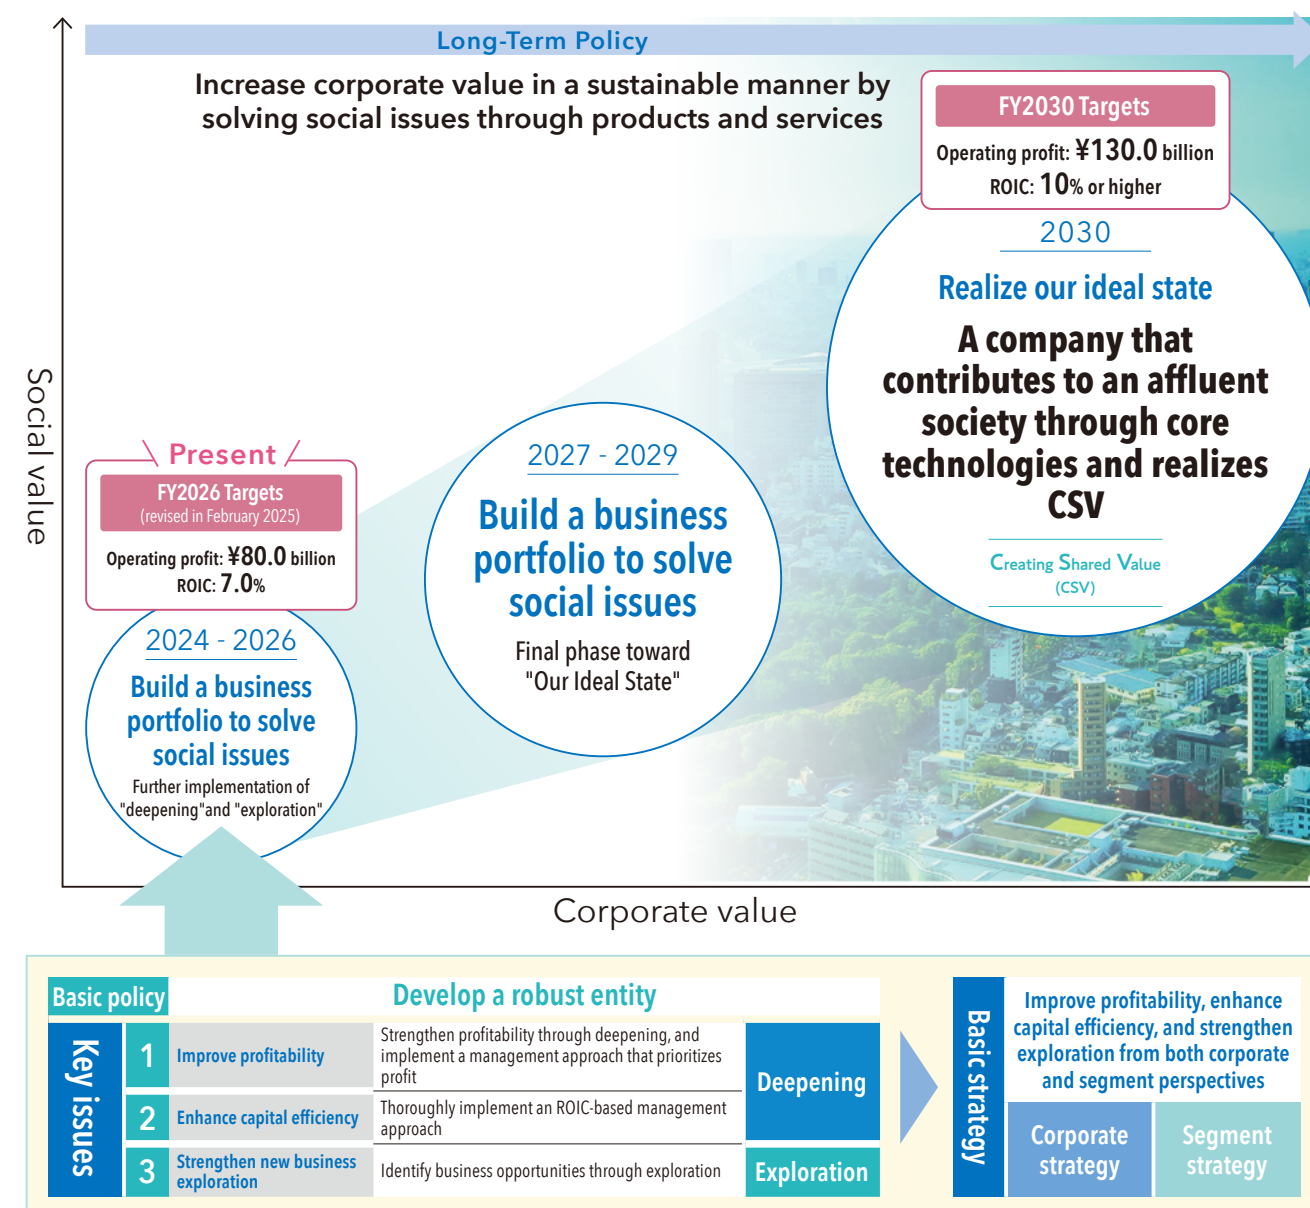 Long-Term Policy
Increase corporate value in a sustainable manner by
solving social issues through products and services
FY2030 Targets
Operating profit: ¥130.0 billion
ROIC: 10% or higher
2030
Realize our ideal state
A company that
contributes to an affluent
society through core
technologies and realizes
CSV
Creating Shared Value
(CSV)
Social value
Present
FY2026 Targets
(revised in February 2025)
Operating profit: ¥80.0 billion
ROIC: 7.0%
2024 - 2026
Build a business
portfolio to solve
social issues
Further implementation of
"deepening"and "exploration"
2027 - 2029
Build a business
portfolio to solve
social issues
Final phase toward
"Our Ideal State"
Corporate value
Basic policy
Develop a robust entity
Key issues
1
Improve profitability
Strengthen profitability through deepening, and
implement a management approach that prioritizes
profit
2
Enhance capital efficiency
Thoroughly implement an ROIC-based management
approach
Deepening
3
Strengthen new business
exploration
Identify business opportunities through exploration
Exploration
Basic strategy
Improve profitability, enhance
capital efficiency, and strengthen
exploration from both corporate
and segment perspectives
Corporate
strategy
Segment
strategy